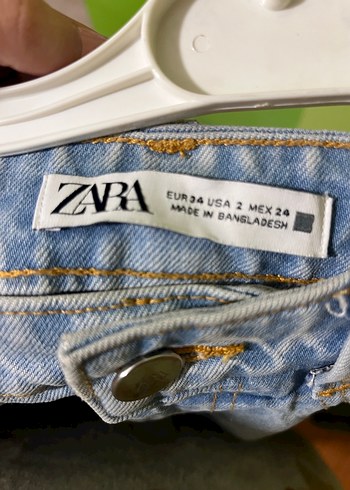 ZARA
EUR 34 USA 2 MEX 24
MADE IN BANGLADESH